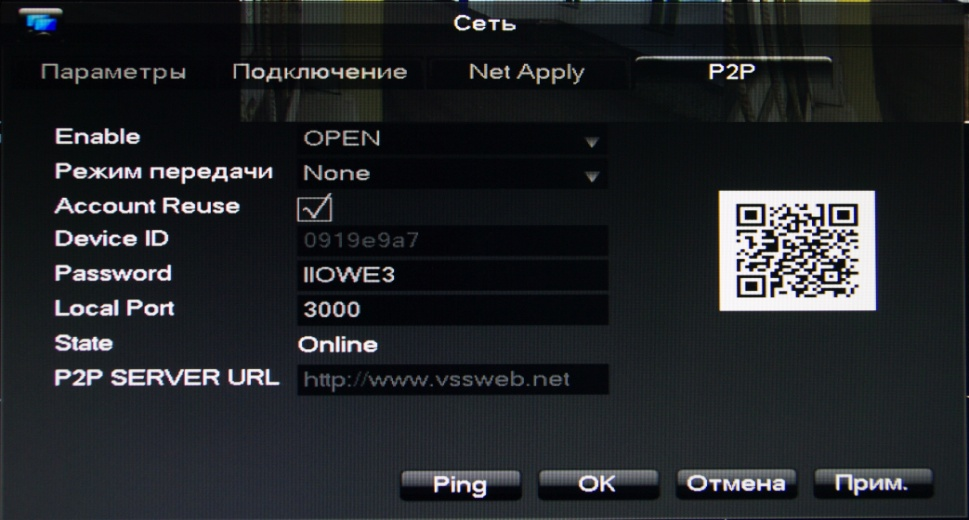 Сеть
Параметры Подключение Net Apply P2P
Enable OPEN
Режим передачи None
Account Reuse
Device ID 0919e9a7
Password IIOWE3
Local Port 3000
State Online
P2P SERVER URL http://www.vssweb.net
Ping OK Отмена Прим.